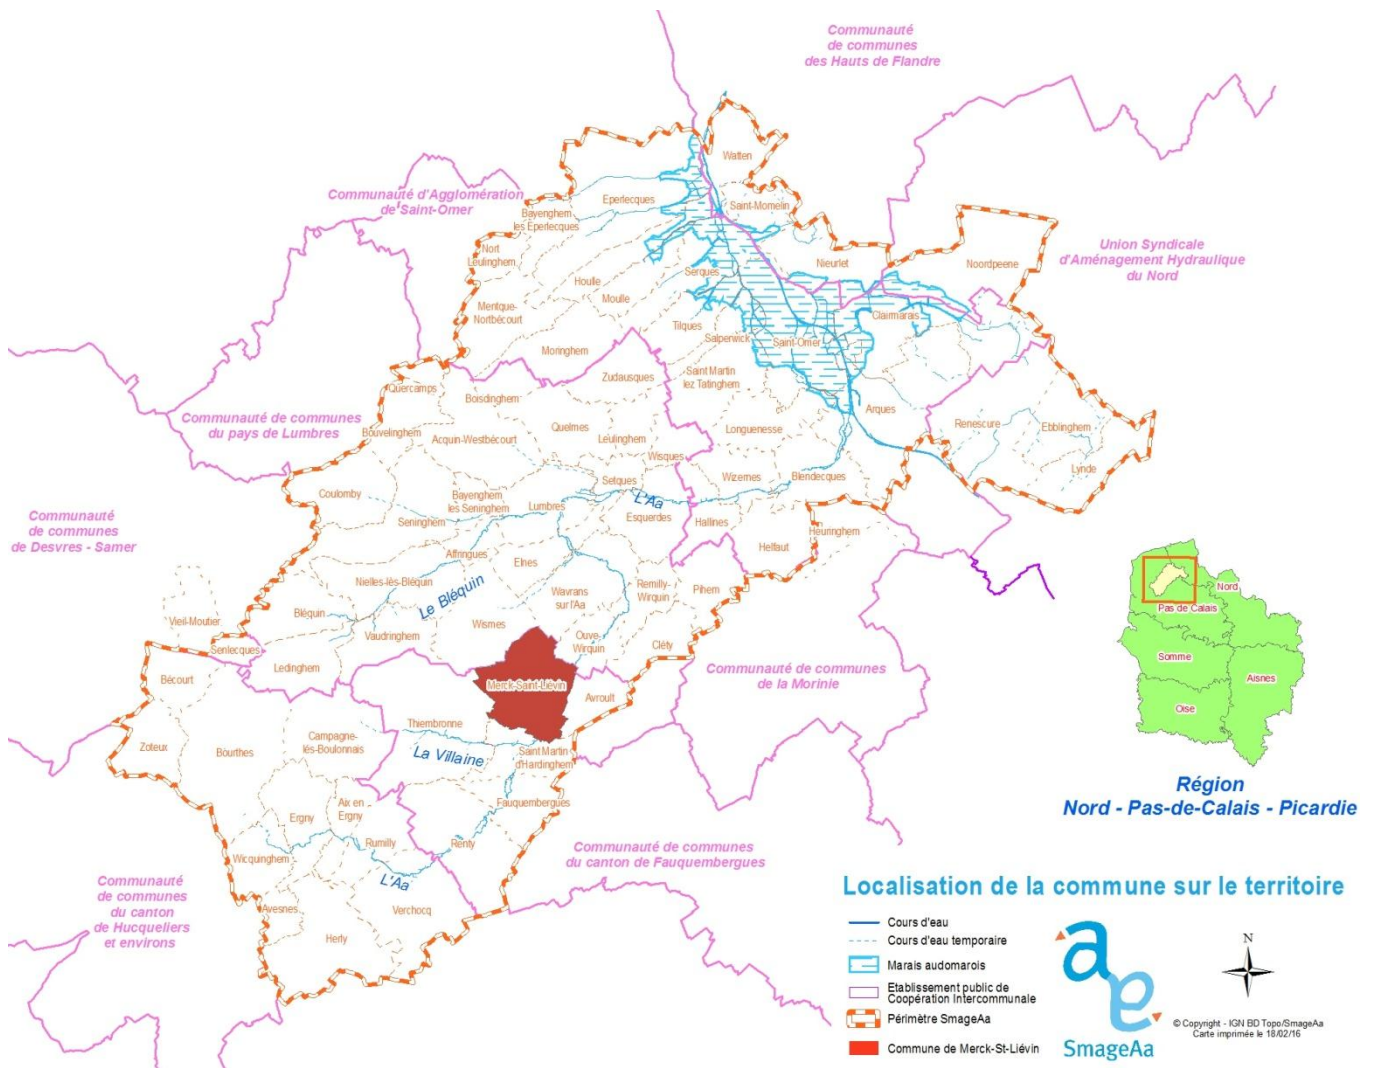 Communauté
de communes
des Hauts de Flandre
Watten
Communauté d'Agglomération
de Saint-Omer
Eperlecques
Saint-Momelin
Bayenghem
les Eperlecques
Union Syndicale
d'Aménagement Hydraulique
du Nord
Nort
Leulinghem
Nieurlet
Noordpeene
Serques
Houlle
Moulle
Mentque-
Nortbécourt
Clairmarais
Tilques
Salperwick
Saint-Omer
Moringhem
Saint Martin
lez Tatinghem
Zudausques
Quercamps
Boisdinghem
Arques
Communauté de communes
du pays de Lumbres
Bouvelinghem
Acquin-Westbécourt
Quelmes
Leulinghem
Longuenesse
Renescure
Ebblinghem
Wisques
Lynde
Setques
Wizernes
Blendecques
Coulomby
Bayenghem
les Seninghem
Lumbres
L'Aa
Esquerdes
Hallines
Seninghem
Heuringhem
Helfaut
Communauté
de communes
de Desvres - Samer
Affringues
Elnes
Nielles-lés-Bléquin
Le Bléquin
Wavrans
sur l'Aa
Remilly-
Wirquin
Pihem
Bléquin
Vieil-Moutier
Vaudringhem
Wismes
Ouve-
Wirquin
Cléty
Senlecques
Ledinghem
Communauté de communes
de la Morinie
Bécourt
Merck-Saint-Liévin
Avroult
Thiembronne
Zoteux
Bourthes
Campagne-
lés-Boulonnais
La Villaine
Saint Martin
d'Hardinghem
Fauquembergues
Aix en
Ergny
Ergny
Rumilly
Renty
Wicquinghem
L'Aa
Communauté de communes
du canton de Fauquembergues
Communauté
de communes
du canton
de Hucqueliers
et environs
Avesnes
Verchocq
Herly
Nord
Pas de Calais
Somme
Aisnes
Oise
Région
Nord - Pas-de-Calais - Picardie
Localisation de la commune sur le territoire
Cours d'eau
Cours d'eau temporaire
Marais audomarois
Etablissement public de
Coopération Intercommunale
Périmètre SmageAa
Commune de Merck-St-Liévin
SmageAa
N
© Copyright - IGN BD Topo/SmageAa
Carte imprimée le 18/02/16